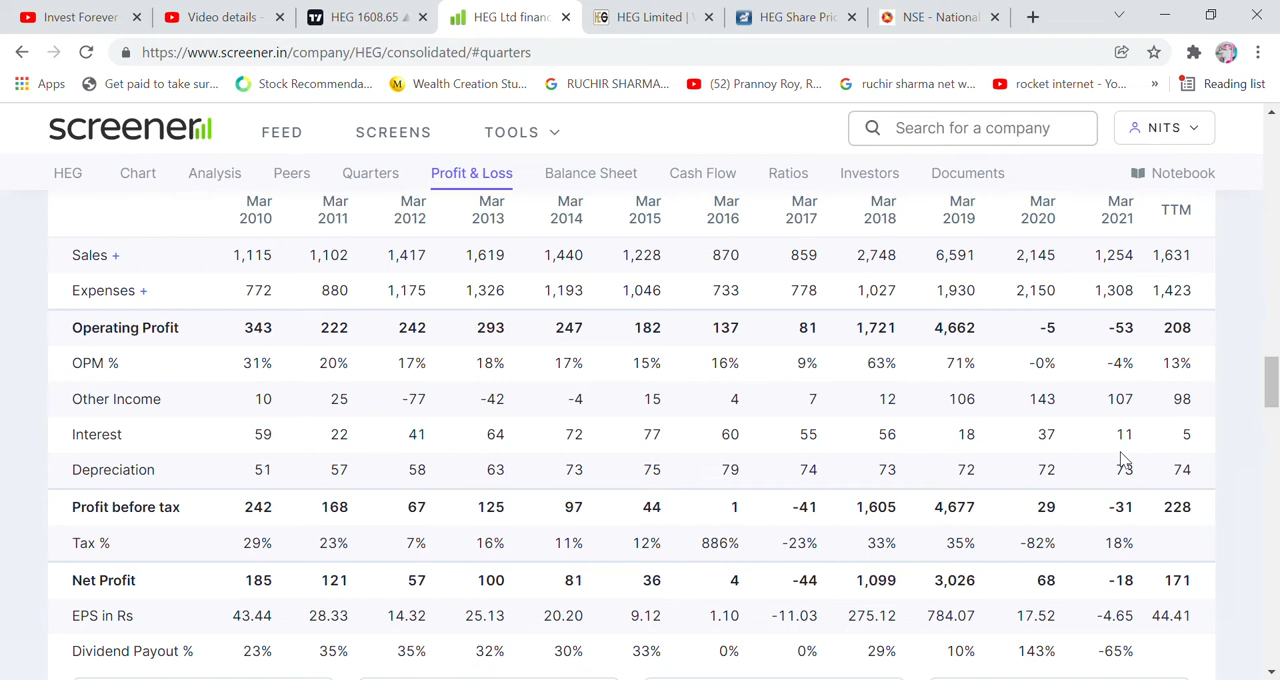 Invest Forever
Video details -
HEG 1608.65
HEG Ltd financ
HEG Limited |
HEG Share Pric
NSE - National
https://www.screener.in/company/HEG/consolidated/#quarters
Apps Get paid to take sur... Stock Recommenda... Wealth Creation Stu... RUCHIR SHARMA... (52) Prannoy Roy, R... ruchir sharma net w... rocket internet - Yo... » Reading list
screener FEED SCREENS TOOLS Search for a company NITS
HEG Chart Analysis Peers Quarters Profit & Loss Balance Sheet Cash Flow Ratios Investors Documents Notebook
Mar 2010 Mar 2011 Mar 2012 Mar 2013 Mar 2014 Mar 2015 Mar 2016 Mar 2017 Mar 2018 Mar 2019 Mar 2020 Mar 2021 TTM
Sales + 1,115 1,102 1,417 1,619 1,440 1,228 870 859 2,748 6,591 2,145 1,254 1,631
Expenses + 772 880 1,175 1,326 1,193 1,046 733 778 1,027 1,930 2,150 1,308 1,423
Operating Profit 343 222 242 293 247 182 137 81 1,721 4,662 -5 -53 208
OPM % 31% 20% 17% 18% 17% 15% 16% 9% 63% 71% -0% -4% 13%
Other Income 10 25 -77 -42 -4 15 4 7 12 106 143 107 98
Interest 59 22 41 64 72 77 60 55 56 18 37 11 5
Depreciation 51 57 58 63 73 75 79 74 73 72 72 73 74
Profit before tax 242 168 67 125 97 44 1 -41 1,605 4,677 29 -31 228
Tax % 29% 23% 7% 16% 11% 12% 886% -23% 33% 35% -82% 18%
Net Profit 185 121 57 100 81 36 4 -44 1,099 3,026 68 -18 171
EPS in Rs 43.44 28.33 14.32 25.13 20.20 9.12 1.10 -11.03 275.12 784.07 17.52 -4.65 44.41
Dividend Payout % 23% 35% 35% 32% 30% 33% 0% 0% 29% 10% 143% -65%